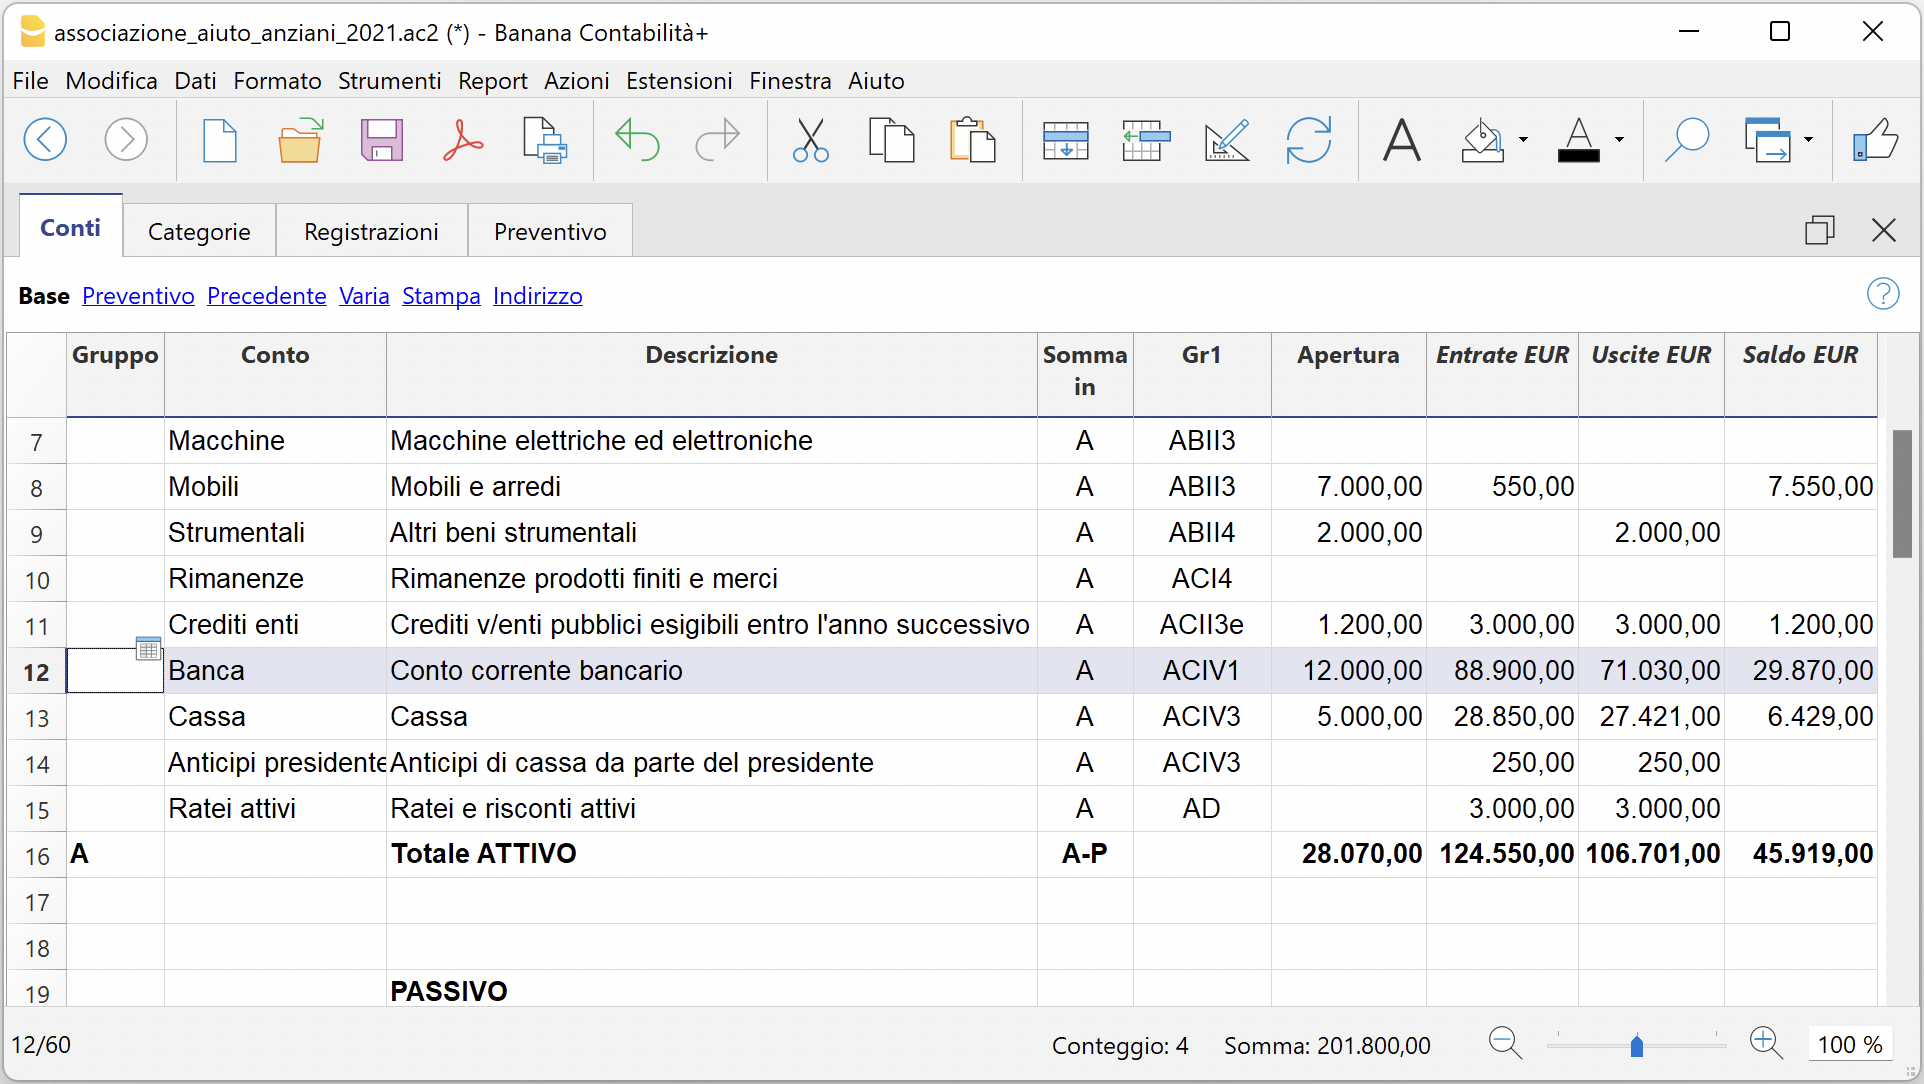 associazione_aiuto_anziani_2021.ac2 (*) - Banana Contabilità+
File Modifica Dati Formato Strumenti Report Azioni Estensioni Finestra Aiuto
Conti Categorie Registrazioni Preventivo
Base Preventivo Precedente Varia Stampa Indirizzo
Gruppo Conto Descrizione Somma in Gr1 Apertura Entrate EUR Uscite EUR Saldo EUR
7 Macchine Macchine elettriche ed elettroniche A ABII3
8 Mobili Mobili e arredi A ABII3 7.000,00 550,00 7.550,00
9 Strumentali Altri beni strumentali A ABII4 2.000,00 2.000,00
10 Rimanenze Rimanenze prodotti finiti e merci A ACI4
11 Crediti enti Crediti v/enti pubblici esigibili entro l'anno successivo A ACII3e 1.200,00 3.000,00 3.000,00 1.200,00
12 Banca Conto corrente bancario A ACIV1 12.000,00 88.900,00 71.030,00 29.870,00
13 Cassa Cassa A ACIV3 5.000,00 28.850,00 27.421,00 6.429,00
14 Anticipi presidente Anticipi di cassa da parte del presidente A ACIV3 250,00 250,00
15 Ratei attivi Ratei e risconti attivi A AD 3.000,00 3.000,00
16 A Totale ATTIVO A-P 28.070,00 124.550,00 106.701,00 45.919,00
17
18
19 PASSIVO
12/60 Conteggio: 4 Somma: 201.800,00 100 %